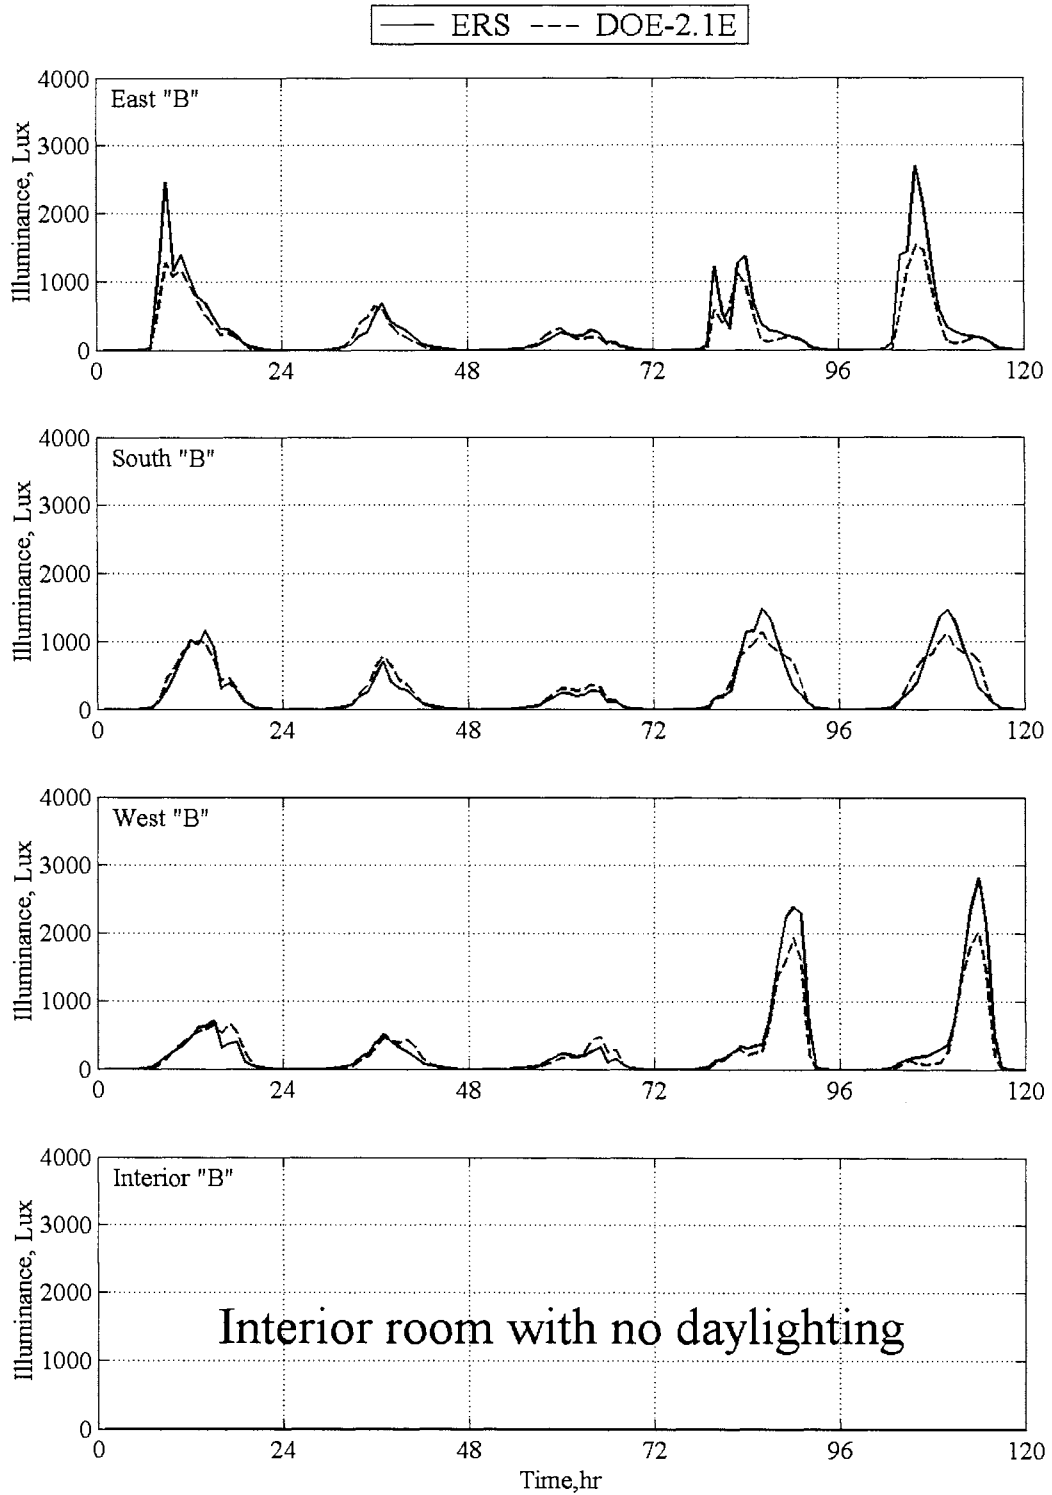 ERS DOE-2.1E
East "B"
Illuminance, Lux
4000
3000
2000
1000
0
0 24 48 72 96 120
South "B"
Illuminance, Lux
4000
3000
2000
1000
0
0 24 48 72 96 120
West "B"
Illuminance, Lux
4000
3000
2000
1000
0
0 24 48 72 96 120
Interior "B"
Illuminance, Lux
4000
3000
2000
1000
0
Interior room with no daylighting
0 24 48 72 96 120
Time,hr